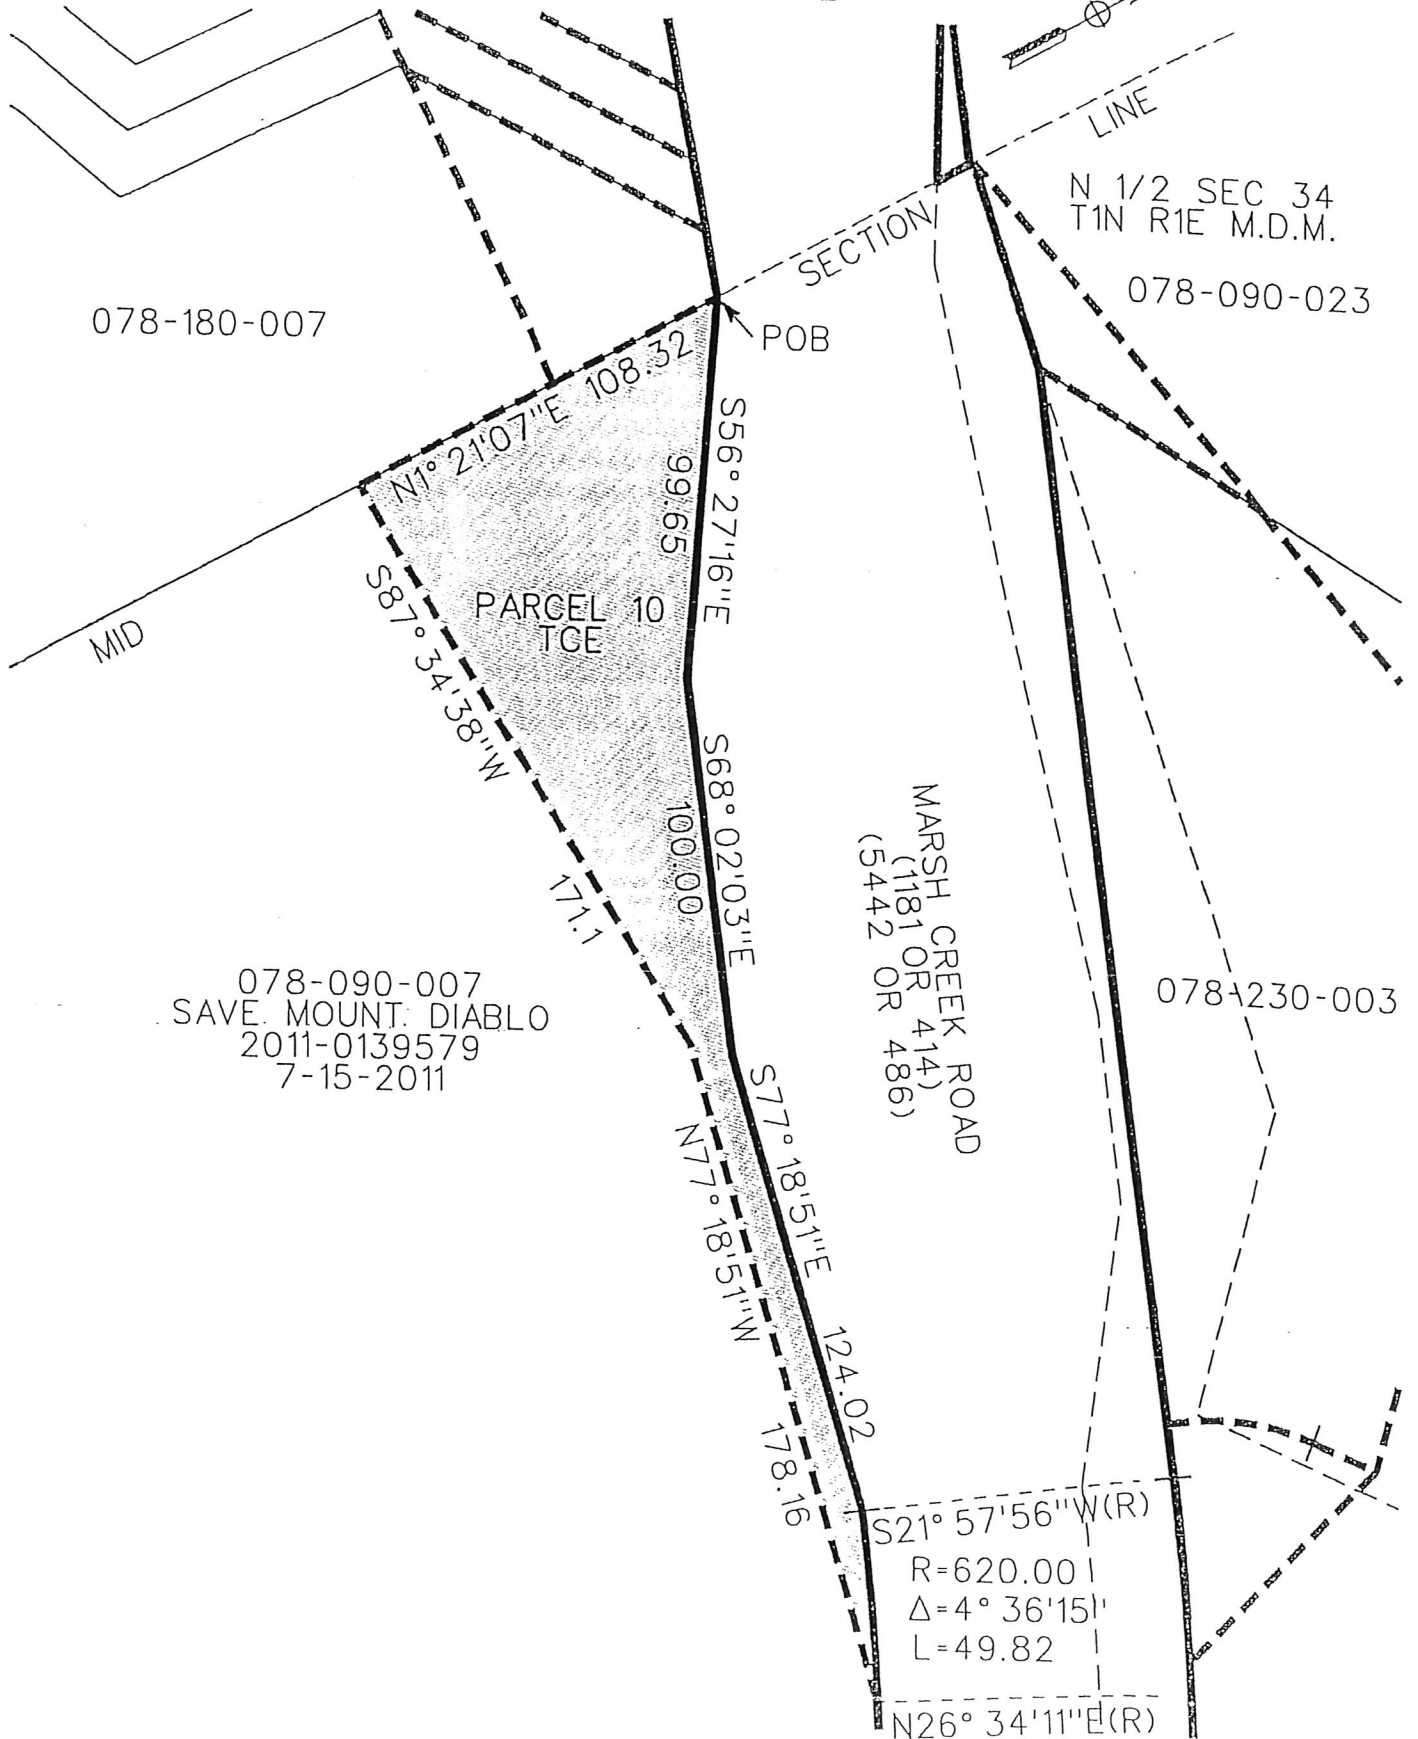 LINE
N 1/2 SEC 34
T1N R1E M.D.M.
SECTION
078-090-023
078-180-007
POB
108.32
N1° 21'07"E
S56° 27'16"E
99.65
PARCEL 10
TCE
S87° 34'38"W
MID
S68° 02'03"E
100.00
171.1
MARSH CREEK ROAD
(1181 OR 414)
(5442 OR 486)
078-090-007
SAVE MOUNT DIABLO
2011-0139579
7-15-2011
078-230-003
S77° 18'51"E
N77° 18'51"W
124.02
178.16
S21° 57'56"W(R)
R=620.00
Δ=4° 36'15"
L=49.82
N26° 34'11"E(R)